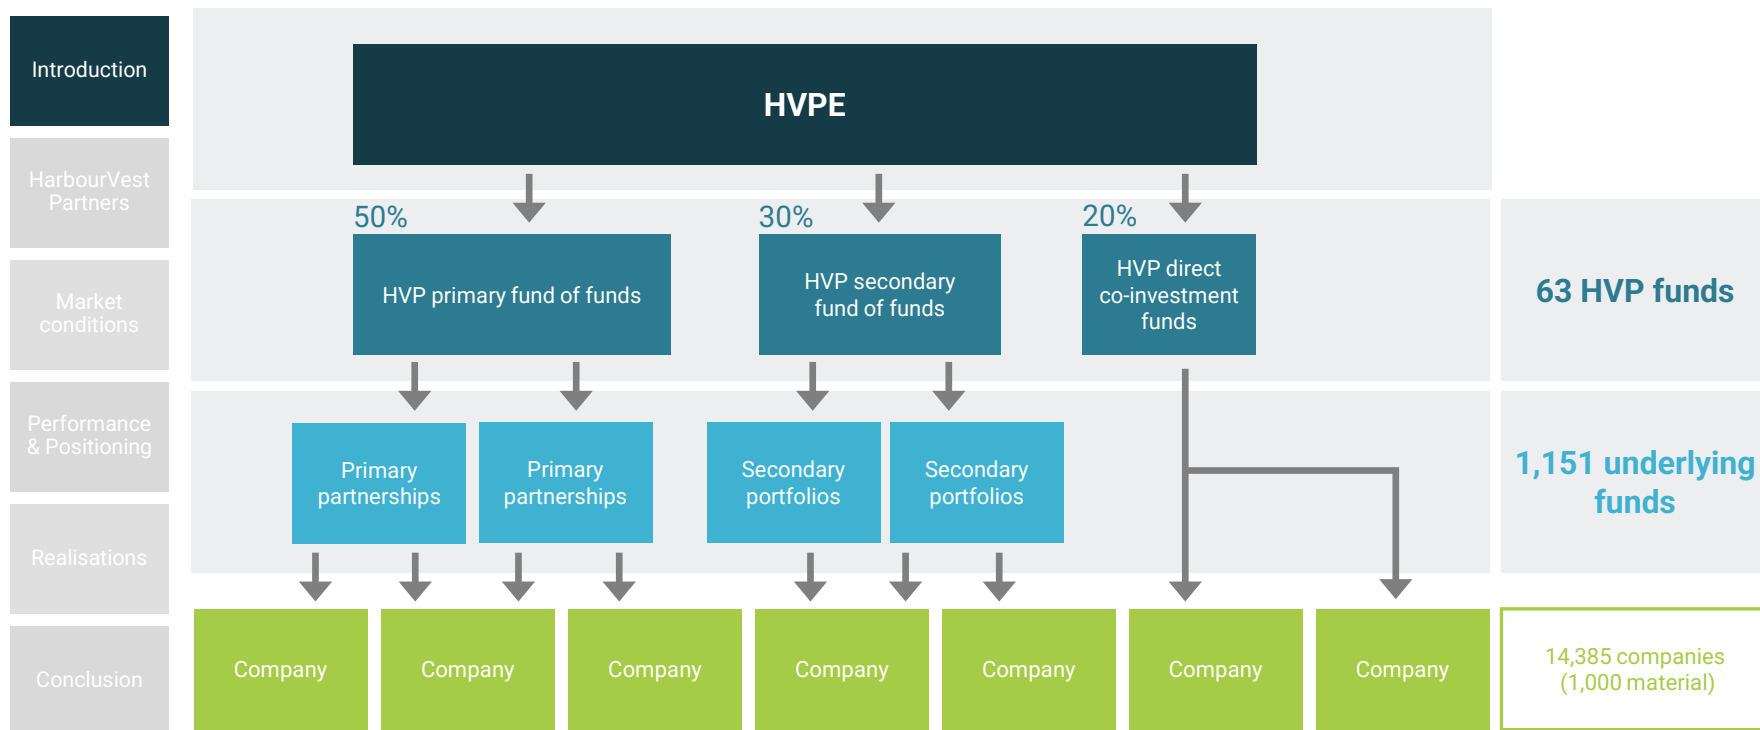 Introduction
HarbourVest
Partners
Market
conditions
Performance
& Positioning
Realisations
Conclusion
HVPE
50%
30%
20%
HVP primary fund of funds
HVP secondary
fund of funds
HVP direct
co-investment
funds
63 HVP funds
Primary
partnerships
Primary
partnerships
Secondary
portfolios
Secondary
portfolios
1,151 underlying
funds
Company
Company
Company
Company
Company
Company
Company
14,385 companies
(1,000 material)